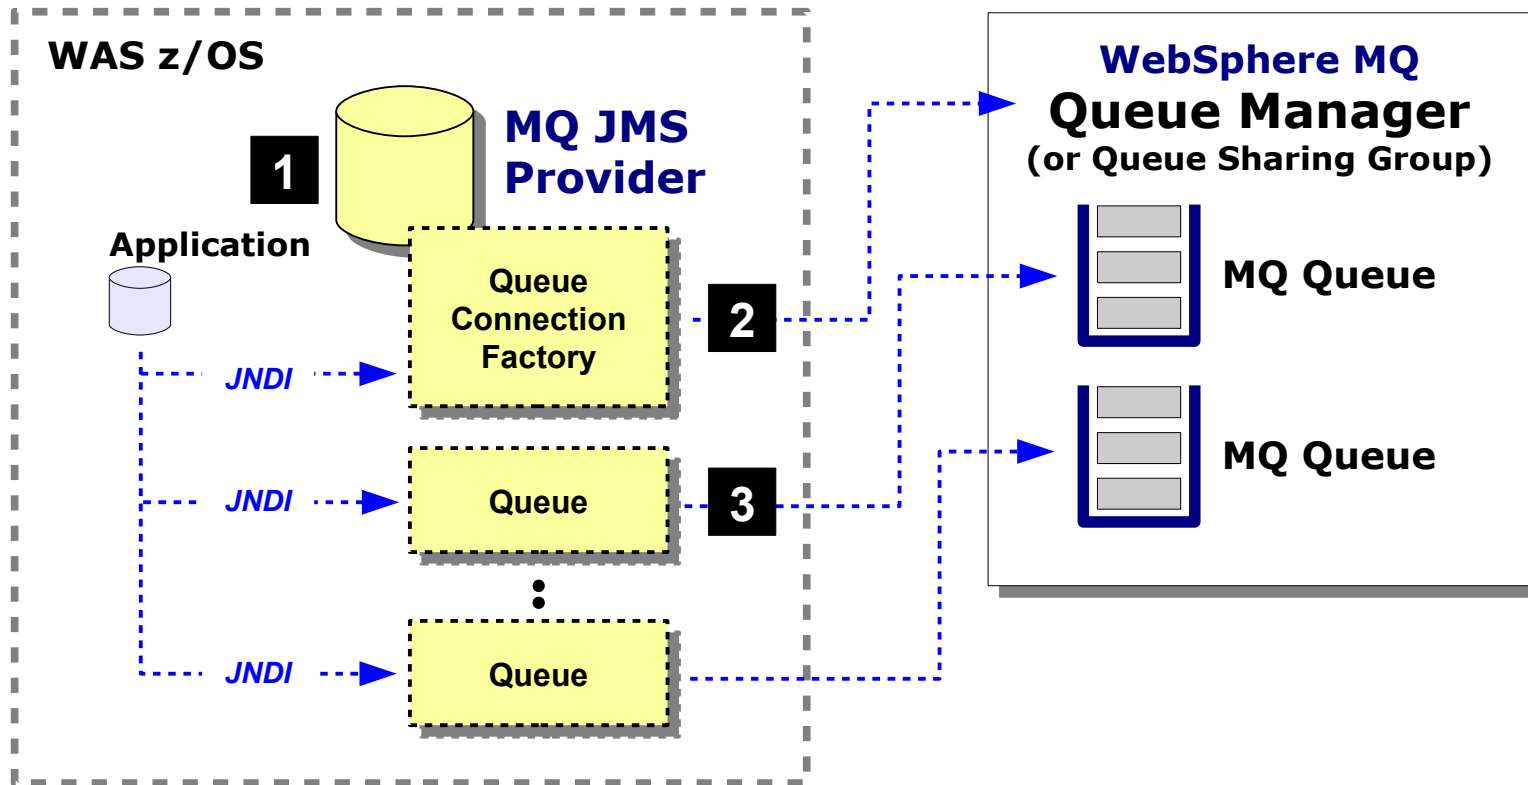 WAS z/OS
1
MQ JMS
Provider
Application
Queue
Connection
Factory
JNDI
2
JNDI
Queue
3
JNDI
Queue
WebSphere MQ
Queue Manager
(or Queue Sharing Group)
MQ Queue
MQ Queue